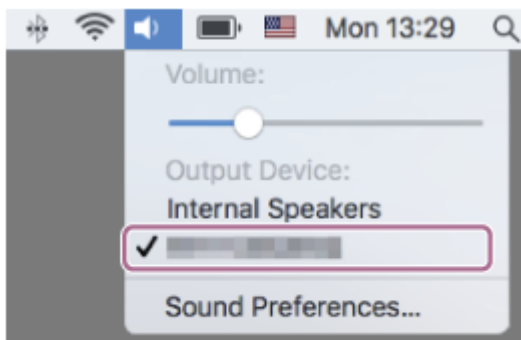 Mon 13:29
Volume:
Output Device:
Internal Speakers
Sound Preferences...